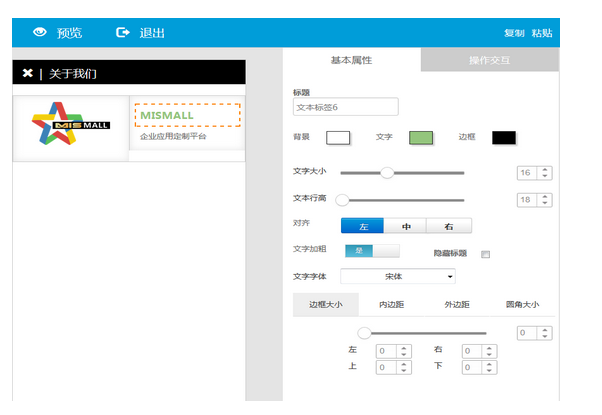 预览 退出 复制 粘贴
✖ | 关于我们
MISMALL
MISMALL
企业应用定制平台
基本属性 操作交互
标题
文本标签6
背景 文字 边框
文字大小 16
文本行高 18
对齐 左 中 右
文字加粗 是 隐藏标题
文字字体 宋体
边框大小 内边距 外边距 圆角大小
0
左 0 右 0
上 0 下 0